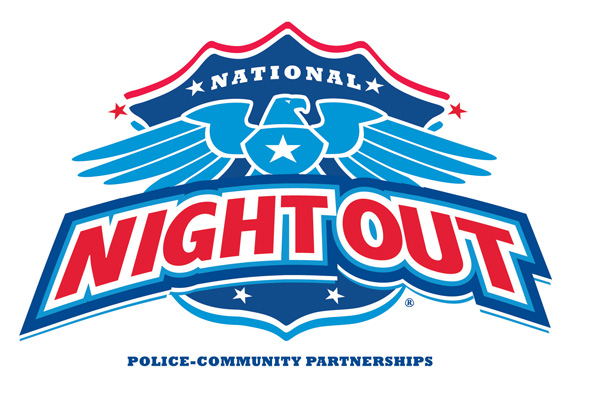 NATIONAL
NIGHT OUT
®
POLICE-COMMUNITY PARTNERSHIPS